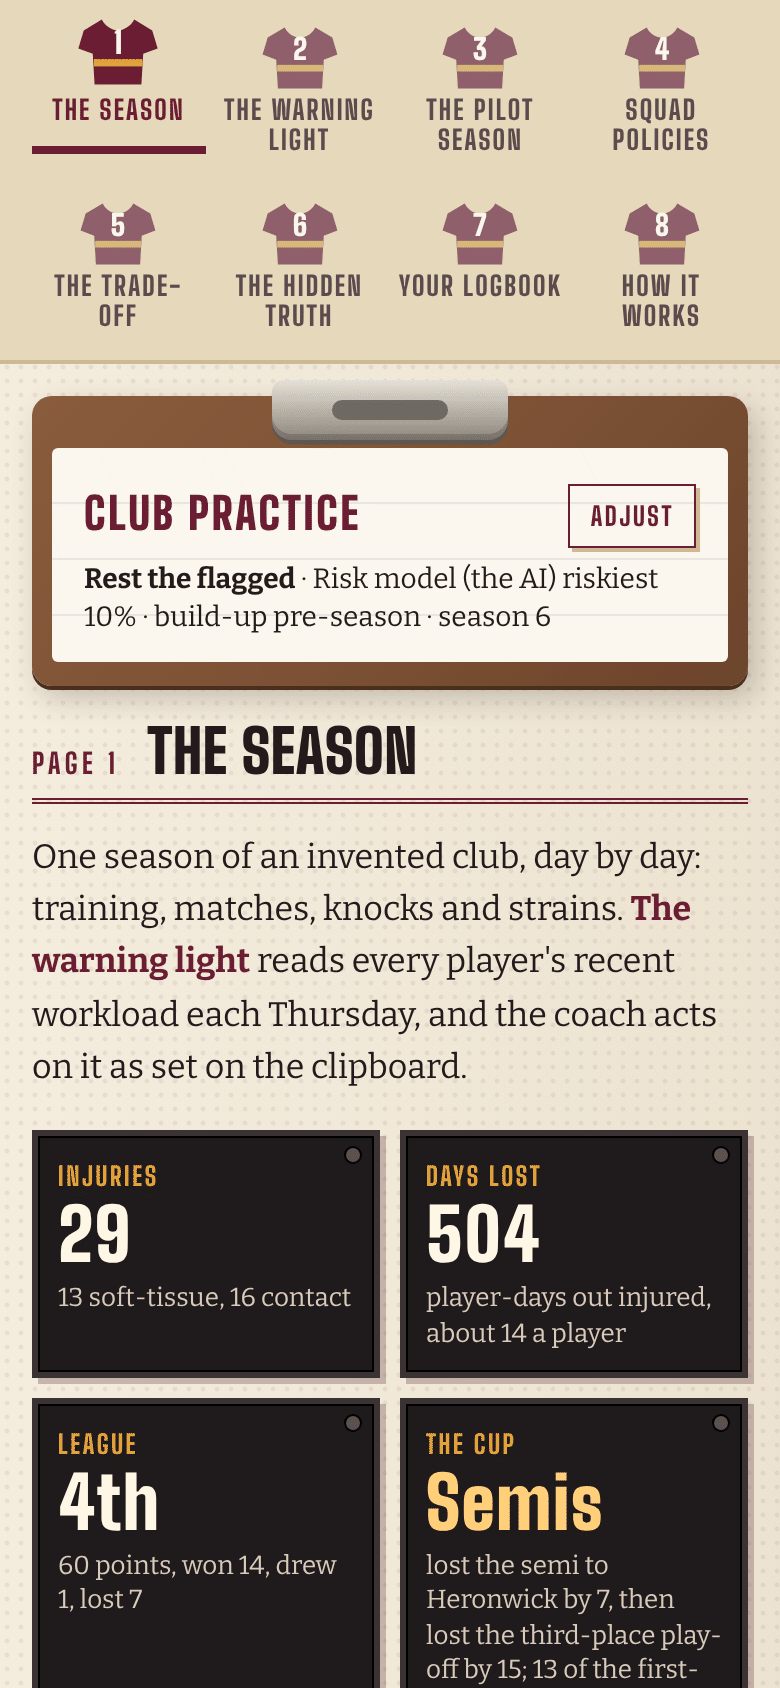 1
THE SEASON
2
THE WARNING
LIGHT
3
THE PILOT
SEASON
4
SQUAD
POLICIES
5
THE TRADE-
OFF
6
THE HIDDEN
TRUTH
7
YOUR LOGBOOK
8
HOW IT
WORKS
CLUB PRACTICE
ADJUST
Rest the flagged · Risk model (the AI) riskiest
10% · build-up pre-season · season 6
PAGE 1 THE SEASON
One season of an invented club, day by day:
training, matches, knocks and strains. The
warning light reads every player's recent
workload each Thursday, and the coach acts
on it as set on the clipboard.
INJURIES
29
13 soft-tissue, 16 contact
DAYS LOST
504
player-days out injured,
about 14 a player
LEAGUE
4th
60 points, won 14, drew
1, lost 7
THE CUP
Semis
lost the semi to
Heronwick by 7, then
lost the third-place play-
off by 15; 13 of the first-